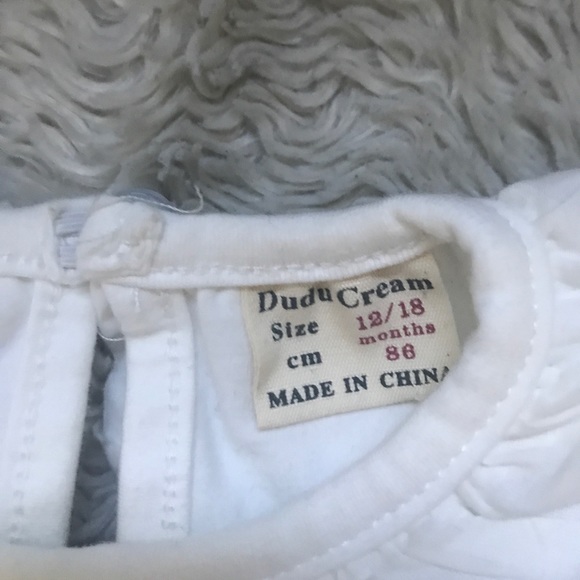 Dudu Cream
Size 12/18
months
cm 86
MADE IN CHINA